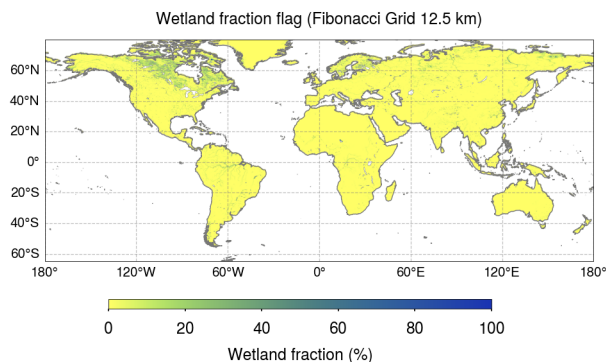 Wetland fraction flag (Fibonacci Grid 12.5 km)
60°N
40°N
20°N
0°
20°S
40°S
60°S
180° 120°W 60°W 0° 60°E 120°E 180°
0 20 40 60 80 100
Wetland fraction (%)